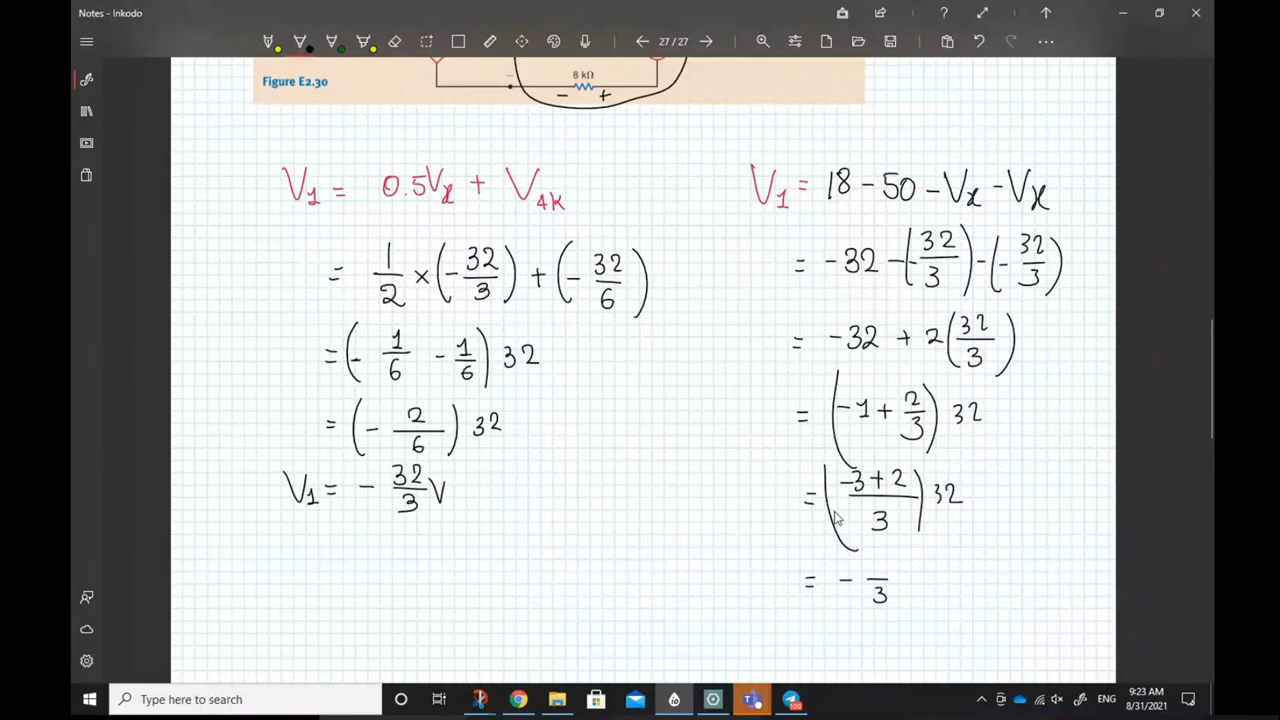 Notes - Inkodo
27/27
Figure E2.30
8 kΩ
- +
V1 = 0.5Vx + V4k
= 1/2 × (-32/3) + (-32/6)
= (-1/6 -1/6) 32
= (-2/6) 32
V1 = -32/3 V
V1 = 18 - 50 - Vx - Vx
= -32 - (-32/3) - (-32/3)
= -32 + 2(32/3)
= (-1 + 2/3) 32
= (-3+2/3) 32
= - /3
Type here to search
100
ENG
9:23 AM
8/31/2021